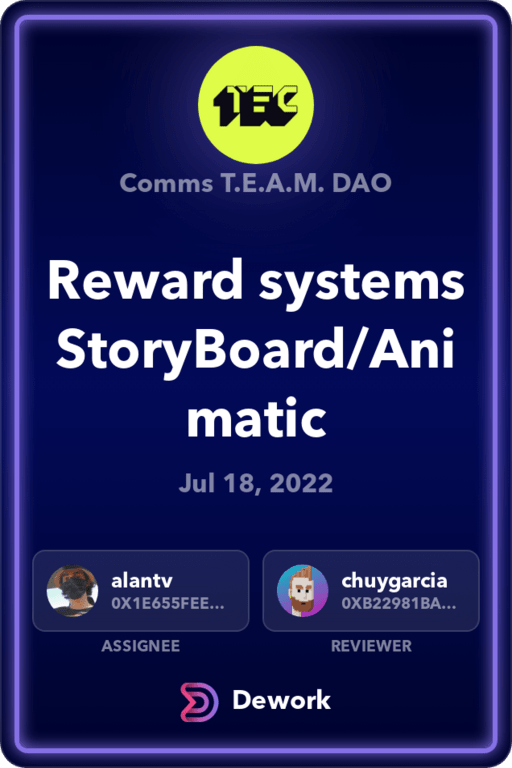 TEC
Comms T.E.A.M. DAO
Reward systems
StoryBoard/Ani
matic
Jul 18, 2022
alantv
0X1E655FEE...
ASSIGNEE
chuygarcia
0XB22981BA...
REVIEWER
Dework